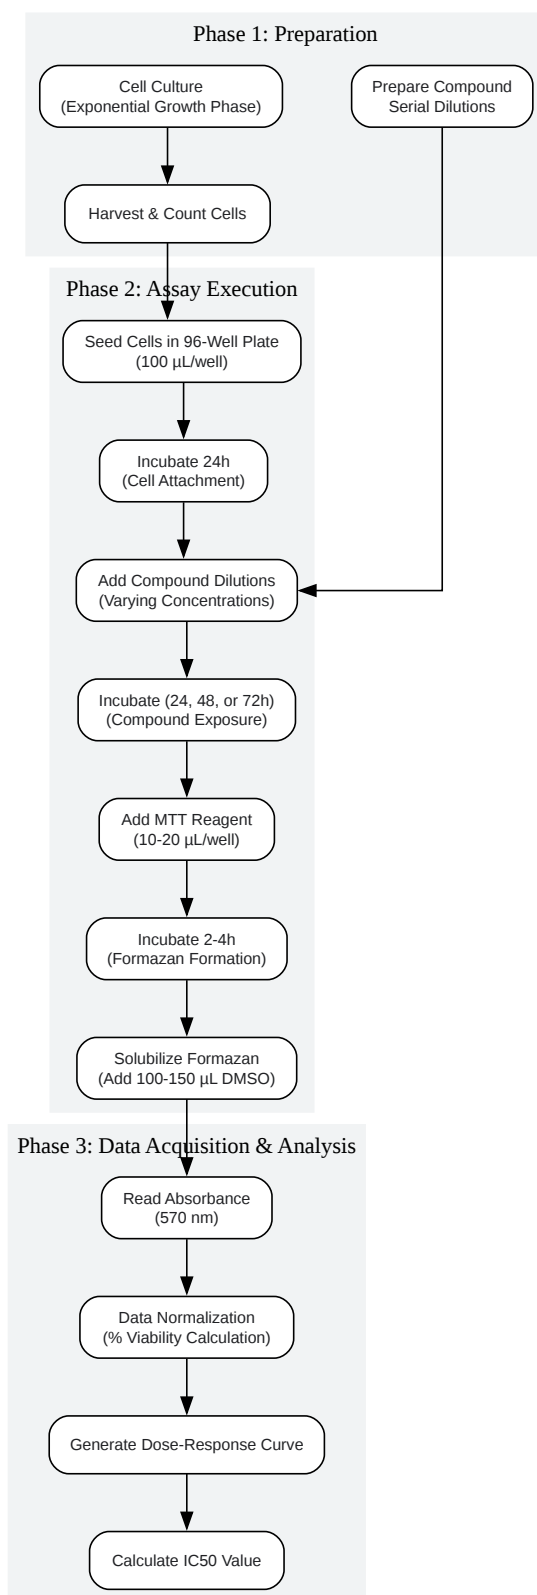 Phase 1: Preparation
Cell Culture
(Exponential Growth Phase)
Prepare Compound
Serial Dilutions
Harvest & Count Cells
Phase 2: Assay Execution
Seed Cells in 96-Well Plate
(100 µL/well)
Incubate 24h
(Cell Attachment)
Add Compound Dilutions
(Varying Concentrations)
Incubate (24, 48, or 72h)
(Compound Exposure)
Add MTT Reagent
(10-20 µL/well)
Incubate 2-4h
(Formazan Formation)
Solubilize Formazan
(Add 100-150 µL DMSO)
Phase 3: Data Acquisition & Analysis
Read Absorbance
(570 nm)
Data Normalization
(% Viability Calculation)
Generate Dose-Response Curve
Calculate IC50 Value